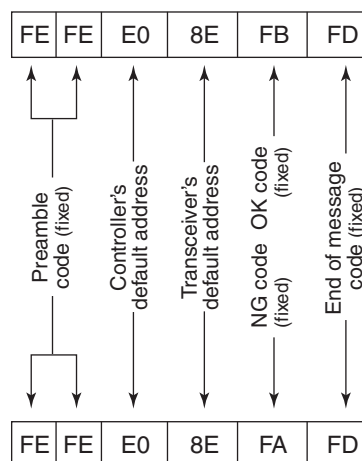 FE FE E0 8E FB FD
Preamble
code (fixed)
Controller's
default address
Transceiver's
default address
OK code
(fixed)
NG code
(fixed)
End of message
code (fixed)
FE FE E0 8E FA FD